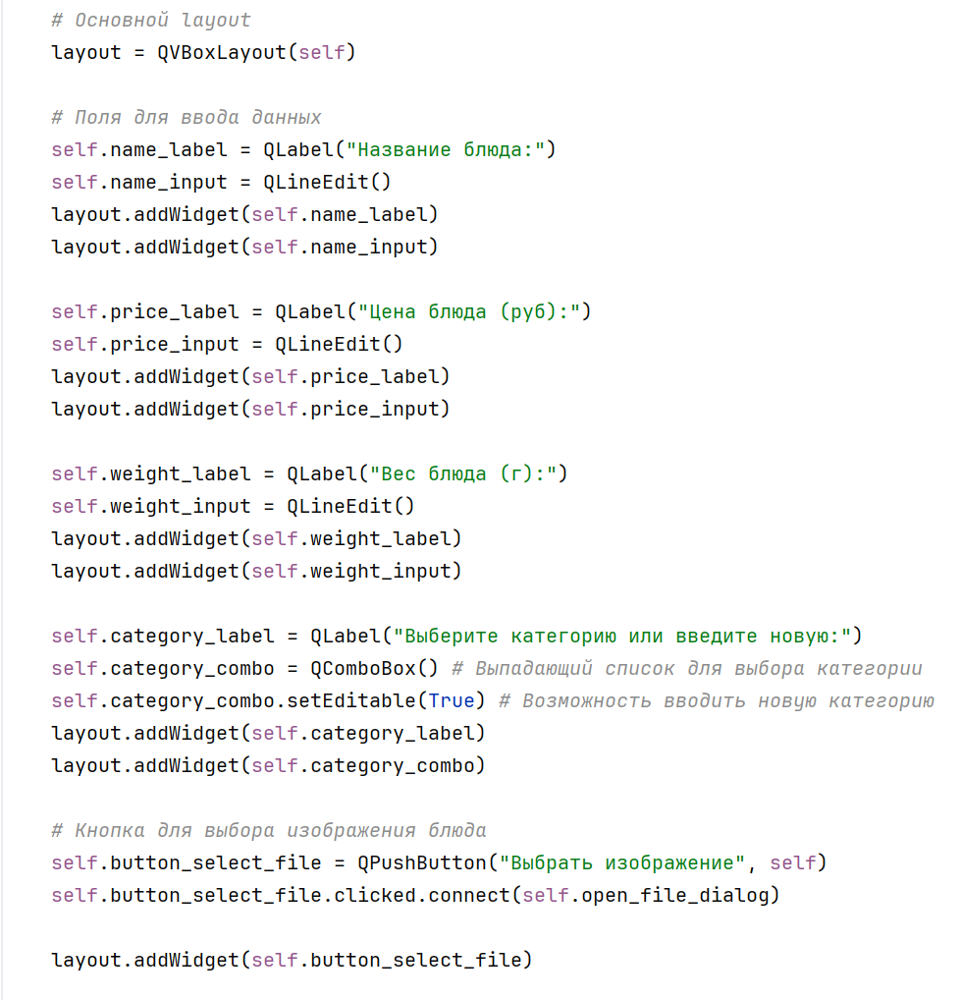 # Основной layout
layout = QVBoxLayout(self)
# Поля для ввода данных
self.name_label = QLabel("Название блюда:")
self.name_input = QLineEdit()
layout.addWidget(self.name_label)
layout.addWidget(self.name_input)
self.price_label = QLabel("Цена блюда (руб):")
self.price_input = QLineEdit()
layout.addWidget(self.price_label)
layout.addWidget(self.price_input)
self.weight_label = QLabel("Вес блюда (г):")
self.weight_input = QLineEdit()
layout.addWidget(self.weight_label)
layout.addWidget(self.weight_input)
self.category_label = QLabel("Выберите категорию или введите новую:")
self.category_combo = QComboBox() # Выпадающий список для выбора категории
self.category_combo.setEditable(True) # Возможность вводить новую категорию
layout.addWidget(self.category_label)
layout.addWidget(self.category_combo)
# Кнопка для выбора изображения блюда
self.button_select_file = QPushButton("Выбрать изображение", self)
self.button_select_file.clicked.connect(self.open_file_dialog)
layout.addWidget(self.button_select_file)